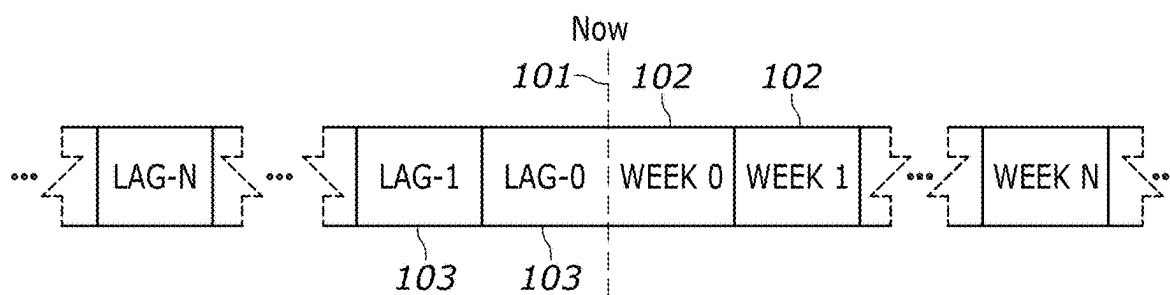 Now
101 102 102
... LAG-N ... LAG-1 LAG-0 WEEK 0 WEEK 1 ... WEEK N ..
103 103